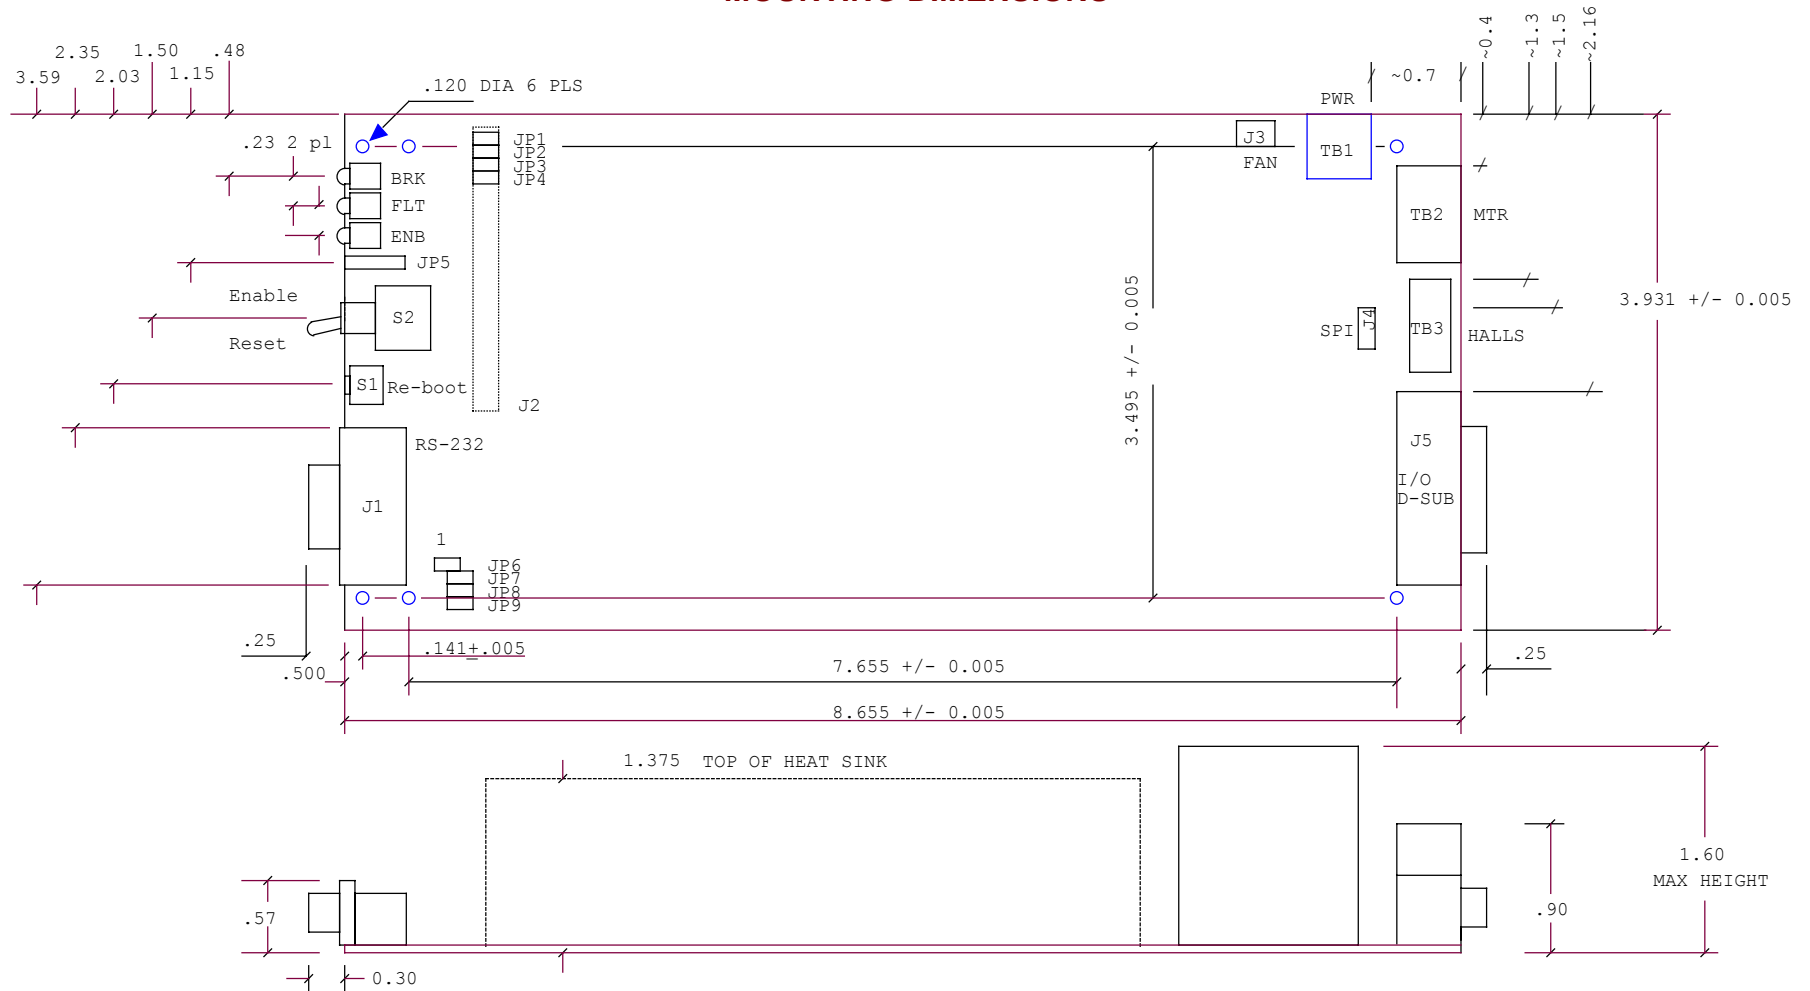 MOUNTING DIMENSIONS
~0.4
~1.3
~1.5
~2.16
2.35
1.50
.48
3.59
2.03
1.15
~0.7
.120 DIA 6 PLS
PWR
.23 2 pl
JP1
JP2
JP3
JP4
J3
FAN
TB1
BRK
FLT
ENB
JP5
TB2
MTR
Enable
S2
Reset
3.495 +/- 0.005
3.931 +/- 0.005
SPI
J4
TB3
HALLS
S1
Re-boot
J2
RS-232
J5
I/O
D-SUB
J1
1
JP6
JP7
JP8
JP9
.25
.141+.005
.500
7.655 +/- 0.005
.25
8.655 +/- 0.005
1.375 TOP OF HEAT SINK
1.60
MAX HEIGHT
.57
.90
0.30